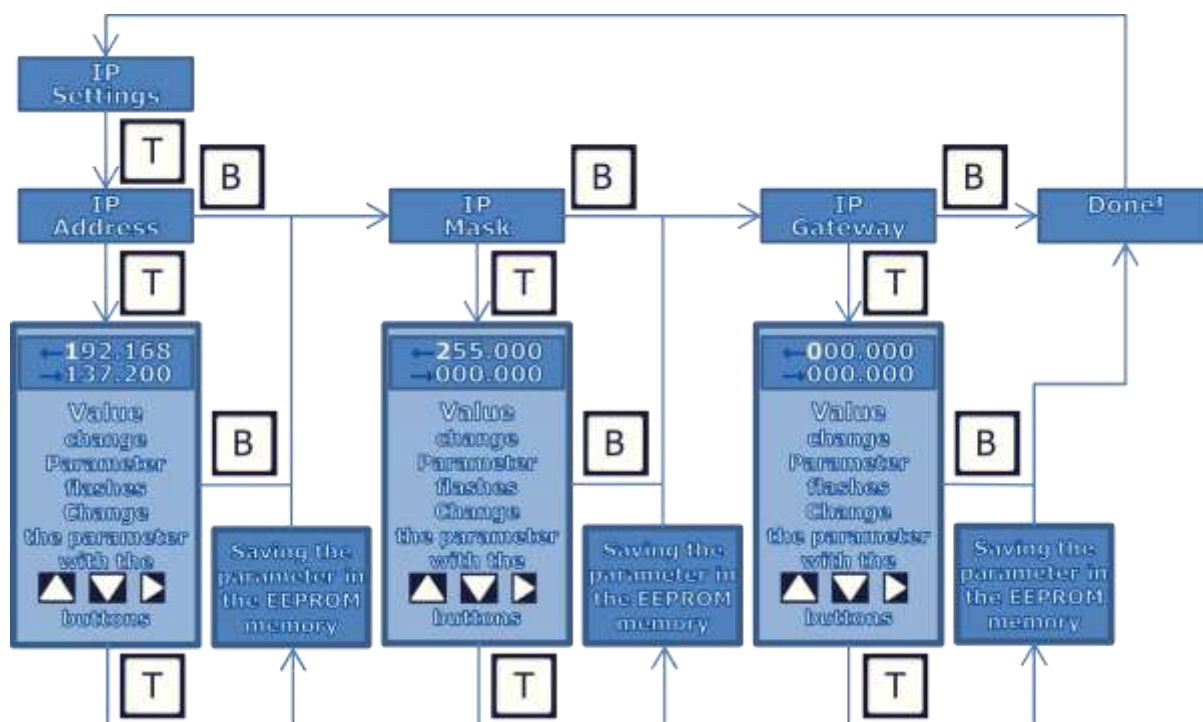 IP
Settings
T
B
B
B
IP
Address
IP
Mask
IP
Gateway
Done!
T
T
T
←192.168
→137.200
Value
change
Parameter
flashes
Change
the parameter
with the
buttons
B
Saving the
parameter in
the EEPROM
memory
T
←255.000
→000.000
Value
change
Parameter
flashes
Change
the parameter
with the
buttons
B
Saving the
parameter in
the EEPROM
memory
T
←000.000
→000.000
Value
change
Parameter
flashes
Change
the parameter
with the
buttons
B
Saving the
parameter in
the EEPROM
memory
T